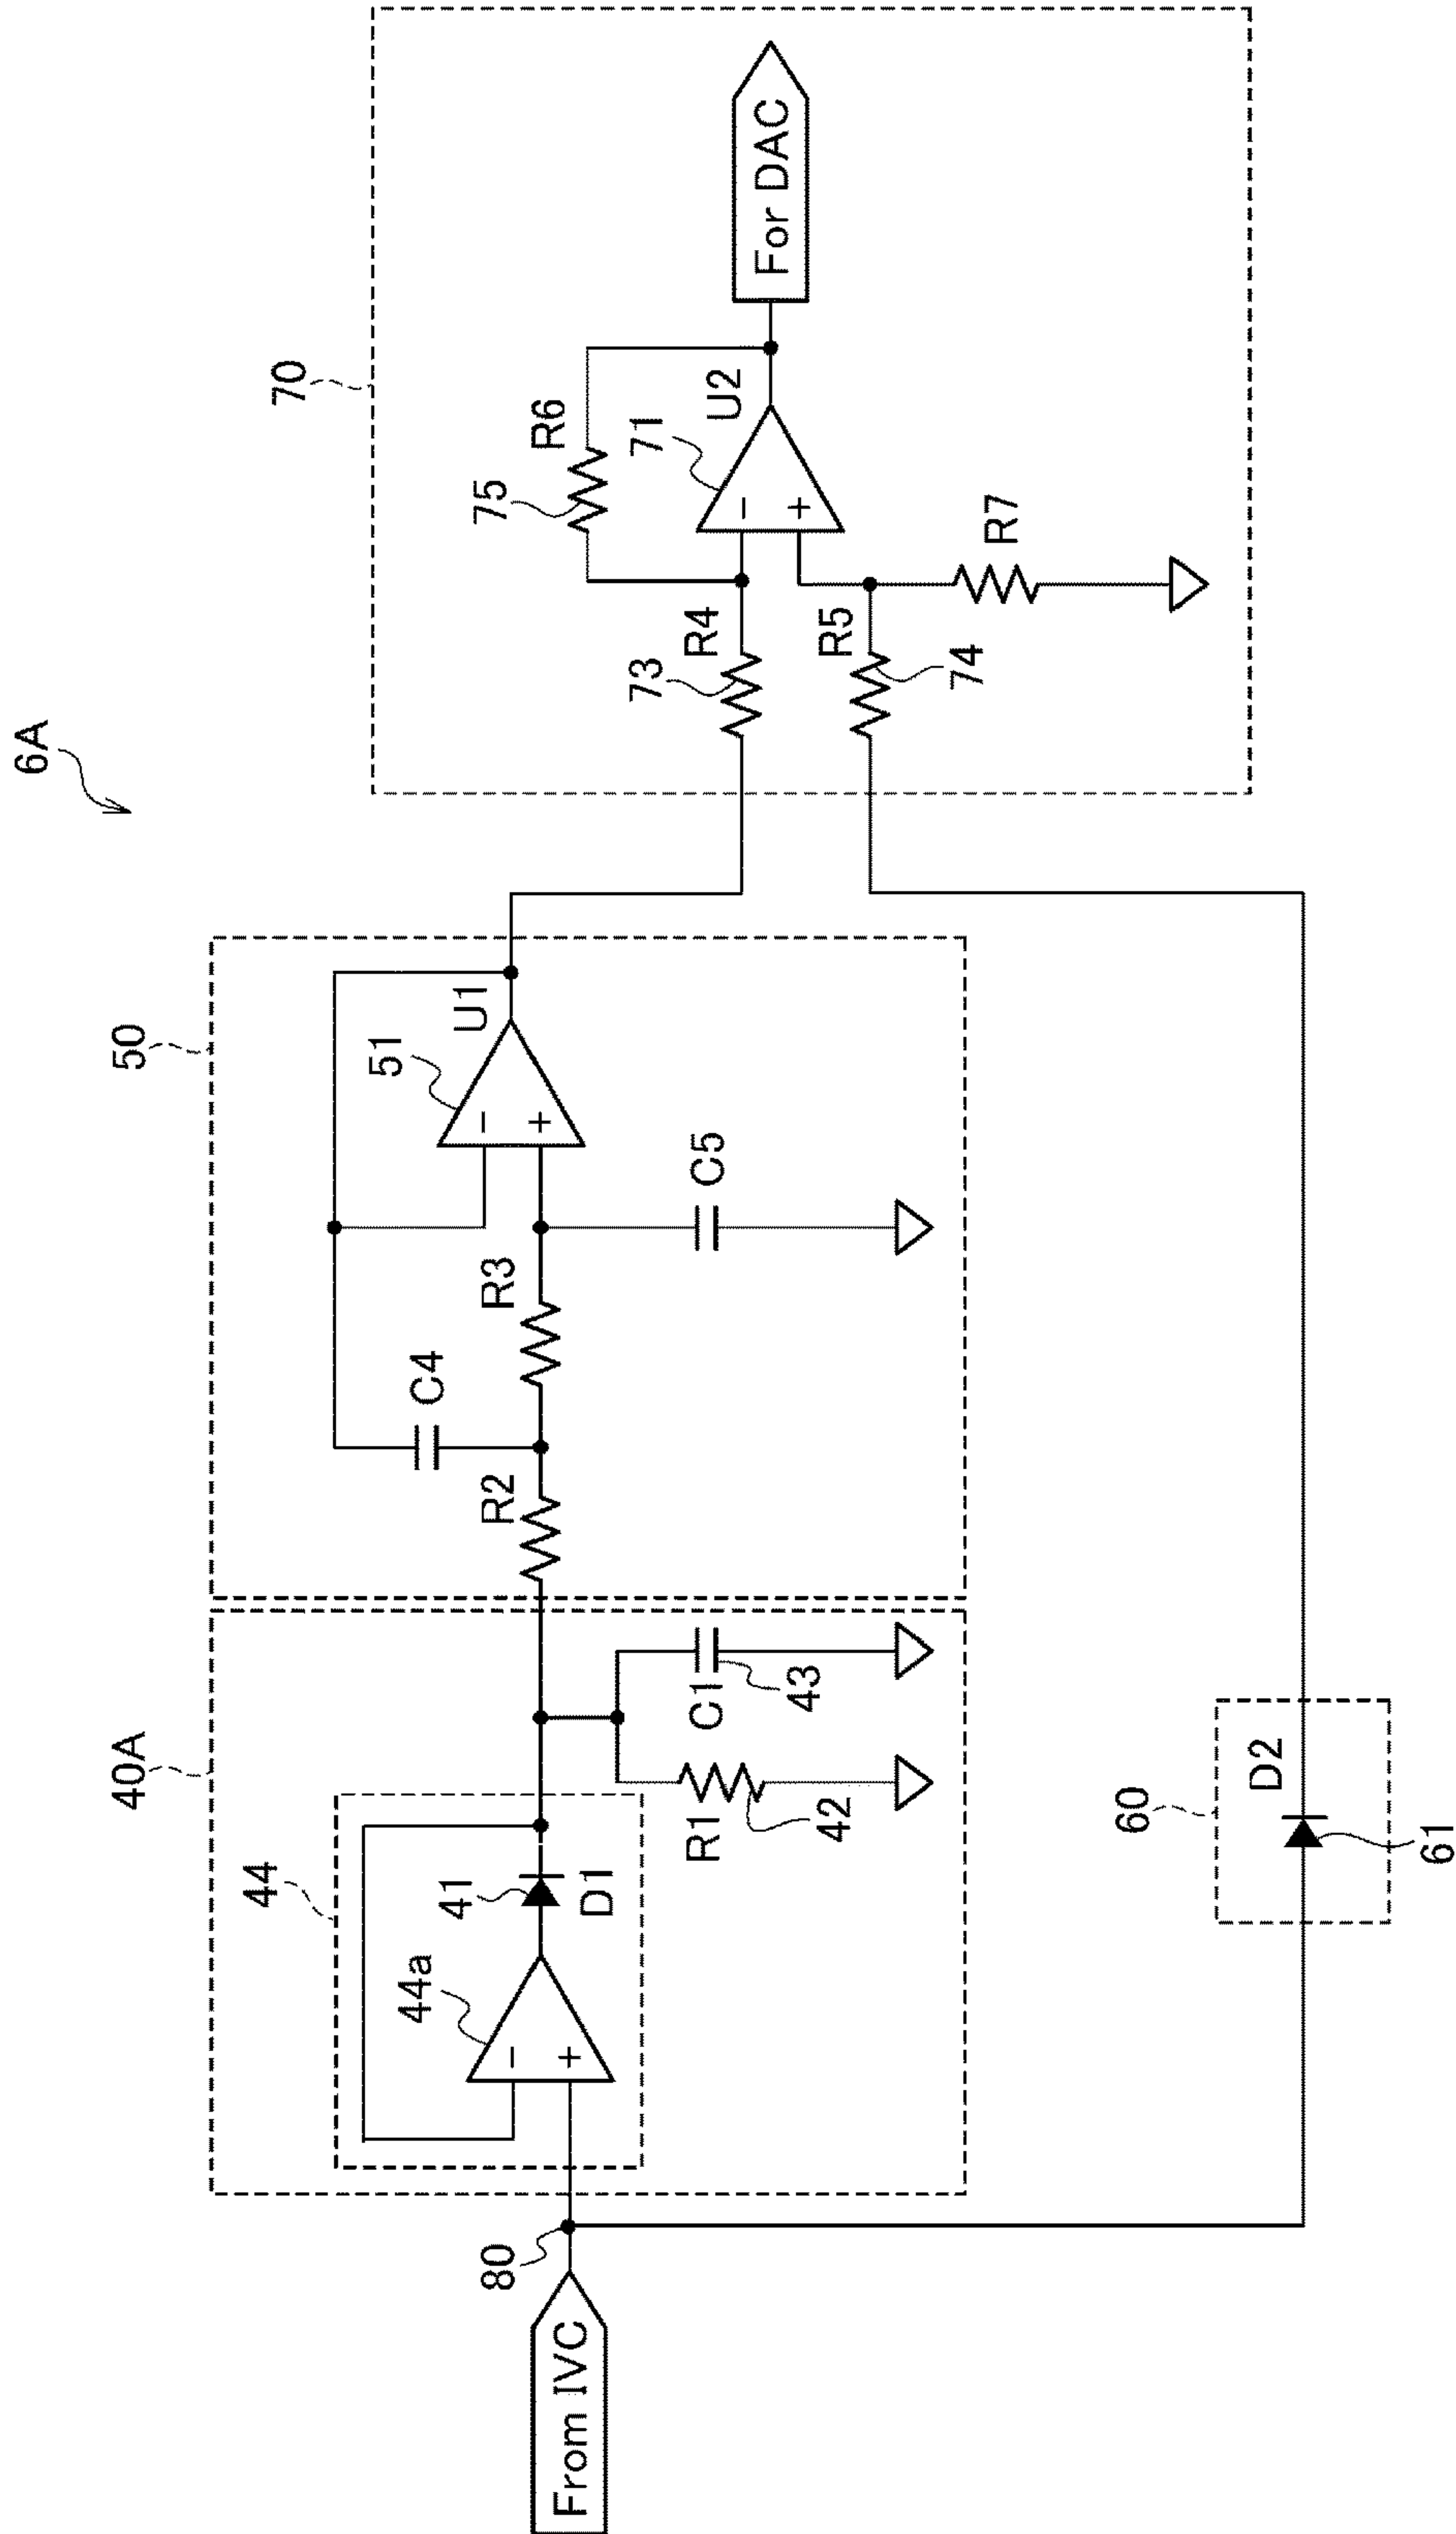 6A
70
R6
75
71
U2
For DAC
R4
73
−
+
R5
74
R7
50
U1
51
−
+
C4
R3
C5
R2
40A
44
41
44a
D1
−
+
C1
43
R1
42
80
From IVC
60
D2
61